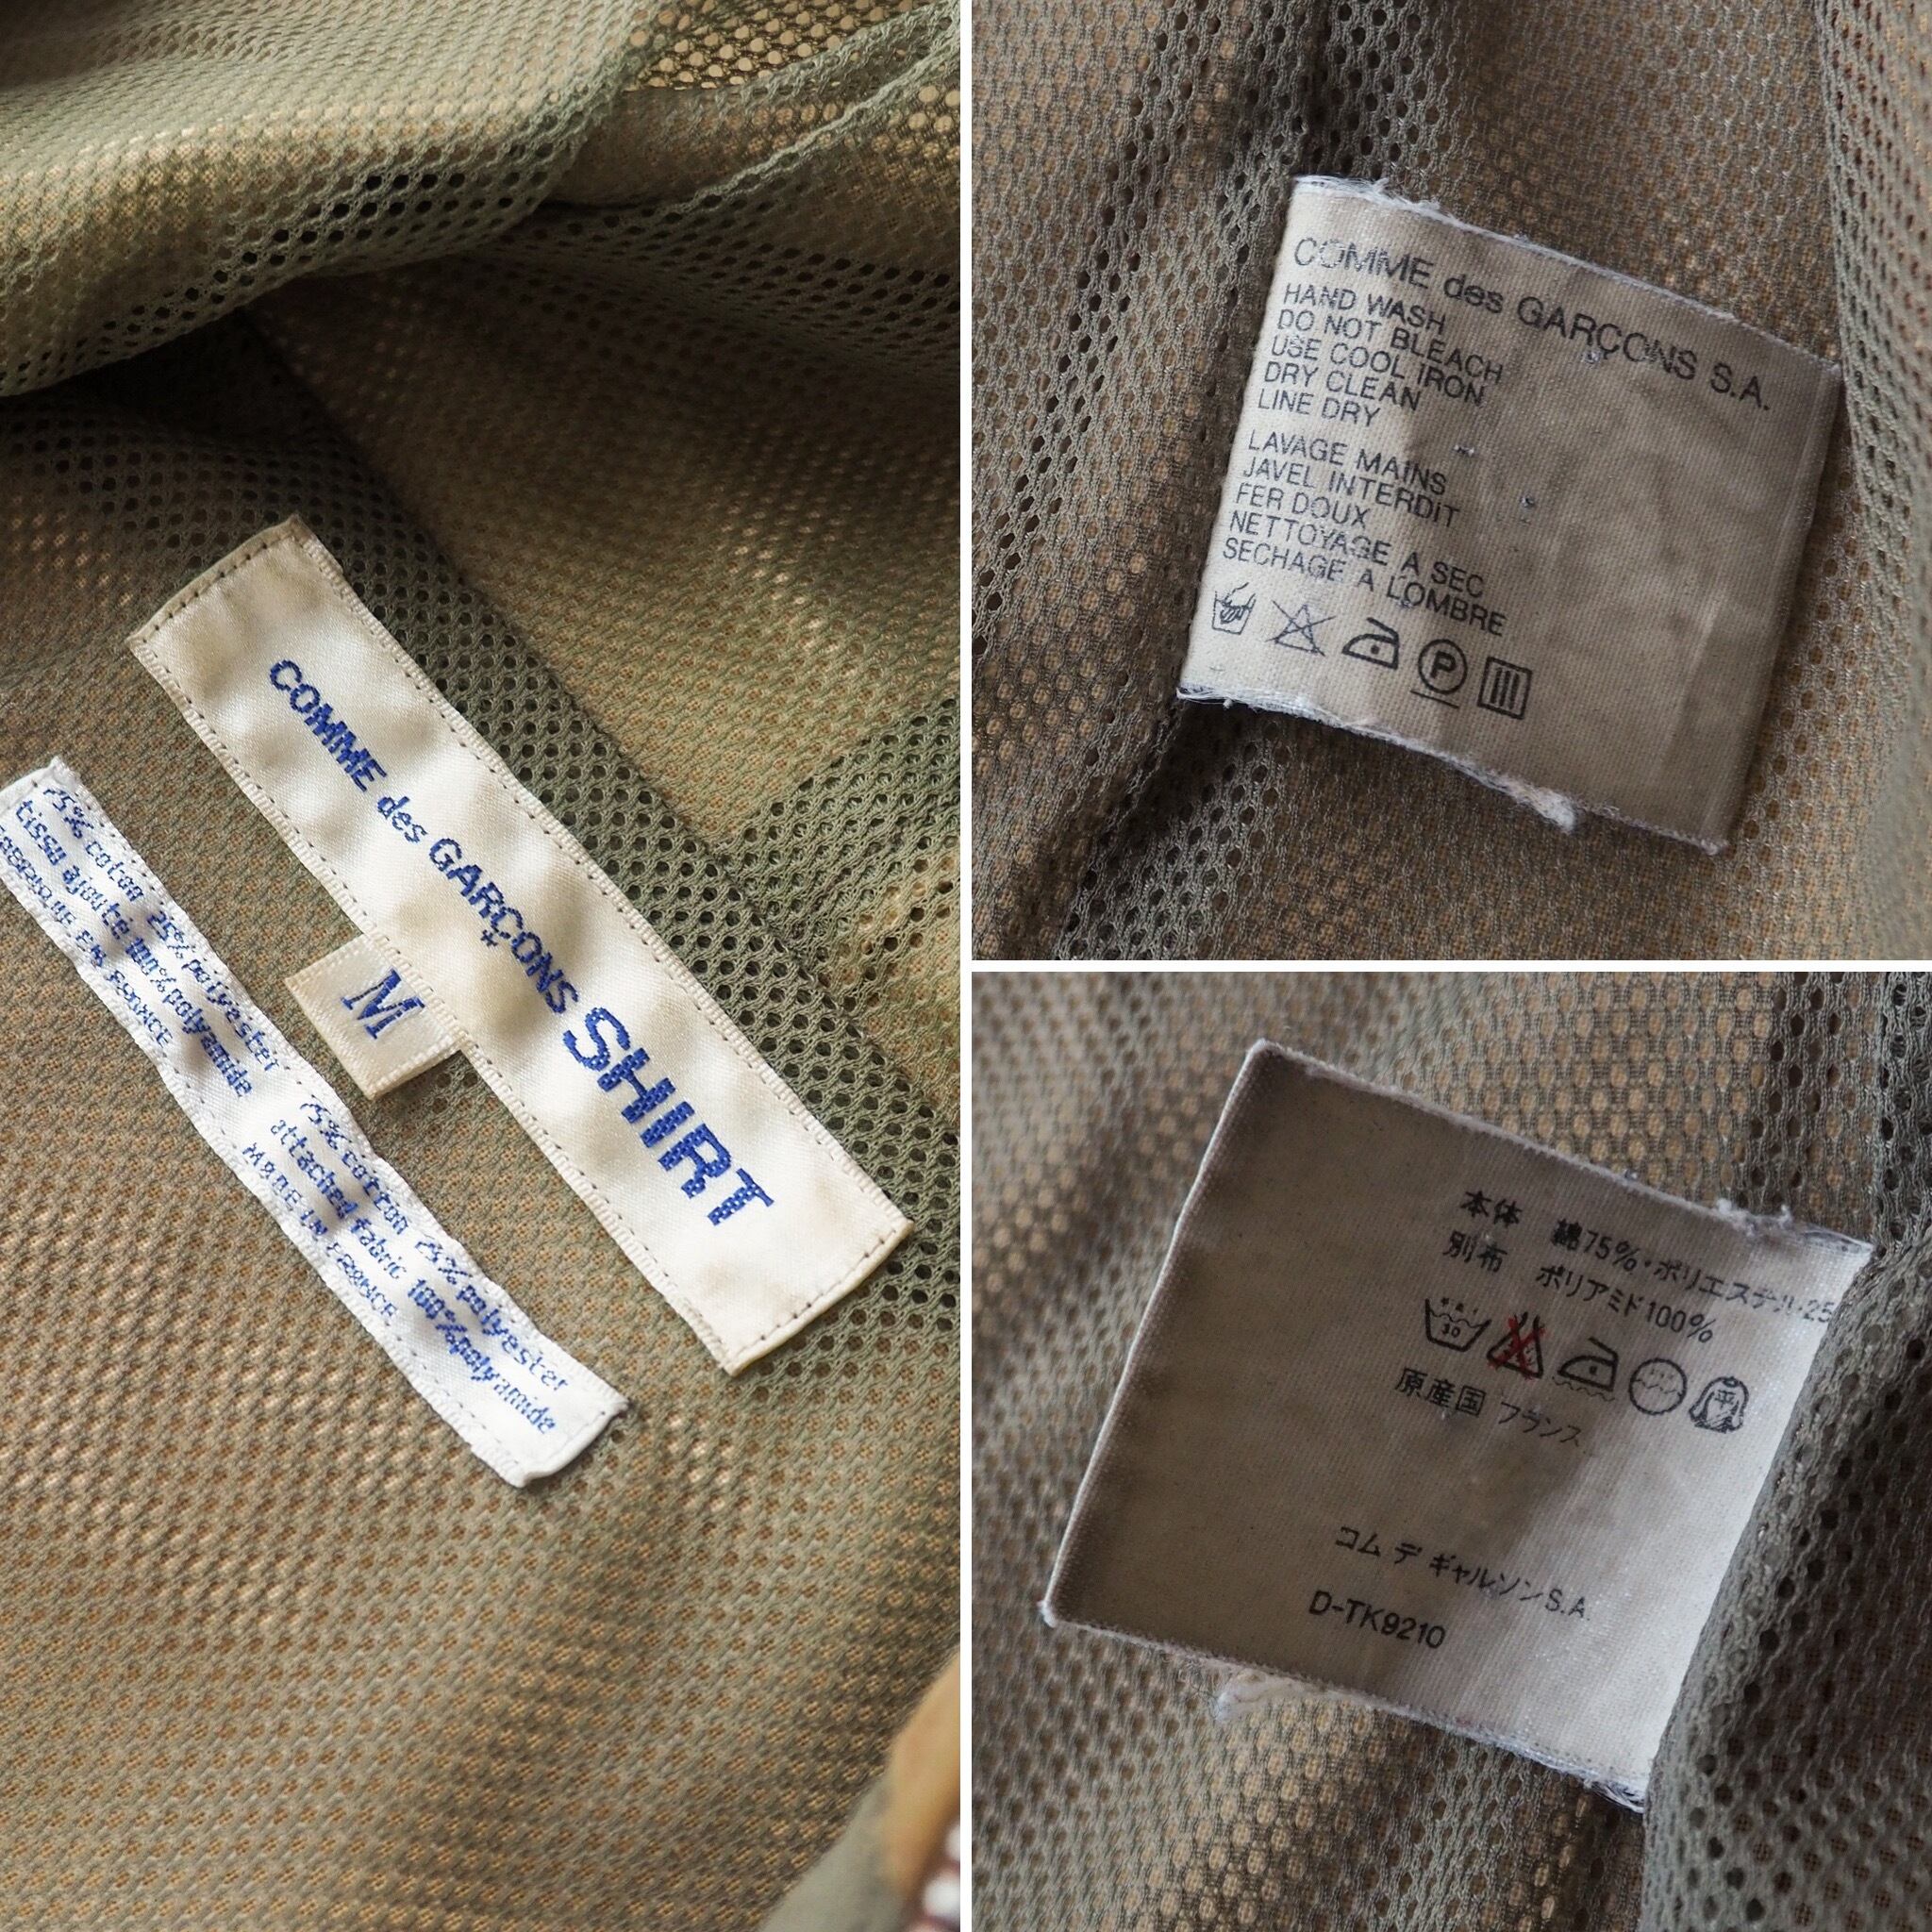 COMME des GARÇONS SHIRT
M
75% coton 25% polyester
tissu ajouté 100% polyamide
EN FRANCE
75% cotton 25% polyester
attached fabric 100% polyamide
MADE IN FRANCE
COMME des GARÇONS S.A.
HAND WASH
DO NOT BLEACH
USE COOL IRON
DRY CLEAN
LINE DRY
LAVAGE MAINS
JAVEL INTERDIT
FER DOUX
NETTOYAGE A SEC
SECHAGE A L'OMBRE
P
本体 綿75%・ポリエステル25
別布 ポリアミド100%
30
平
原産国 フランス
コム デ ギャルソンS.A.
D-TK9210